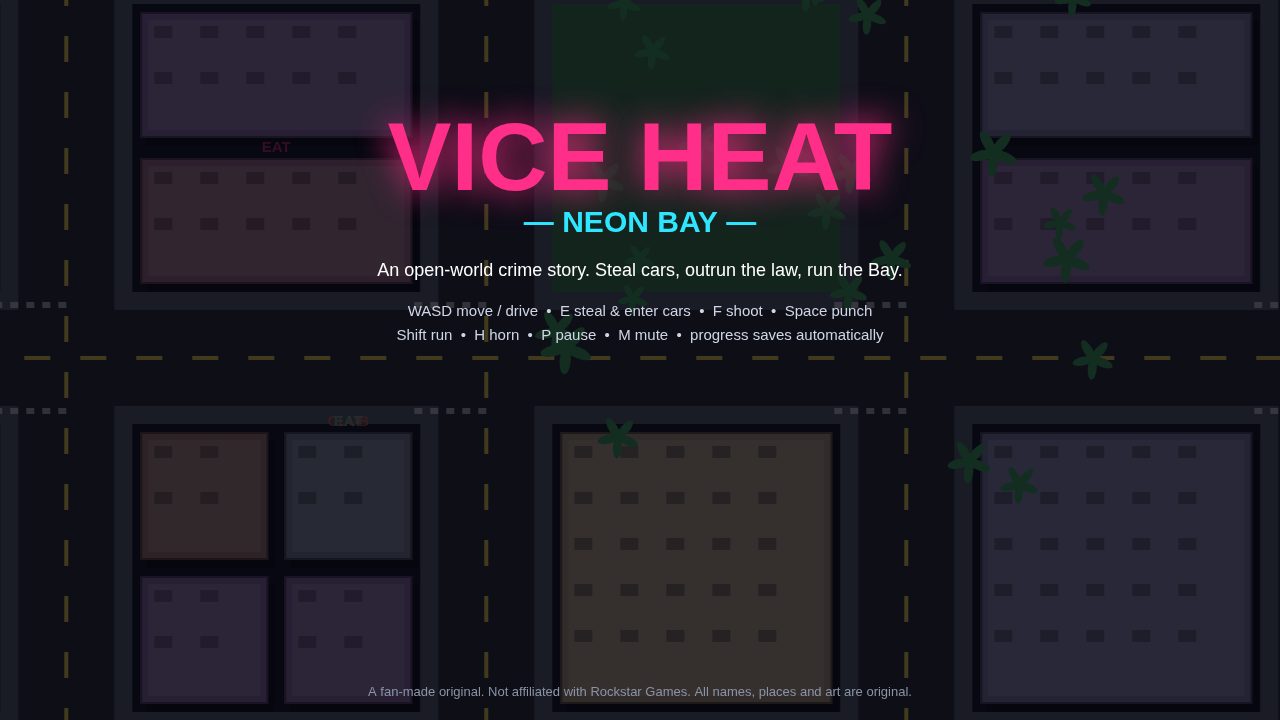 EAT
VICE HEAT
— NEON BAY —
An open-world crime story. Steal cars, outrun the law, run the Bay.
WASD move / drive • E steal & enter cars • F shoot • Space punch
Shift run • H horn • P pause • M mute • progress saves automatically
EAT
A fan-made original. Not affiliated with Rockstar Games. All names, places and art are original.